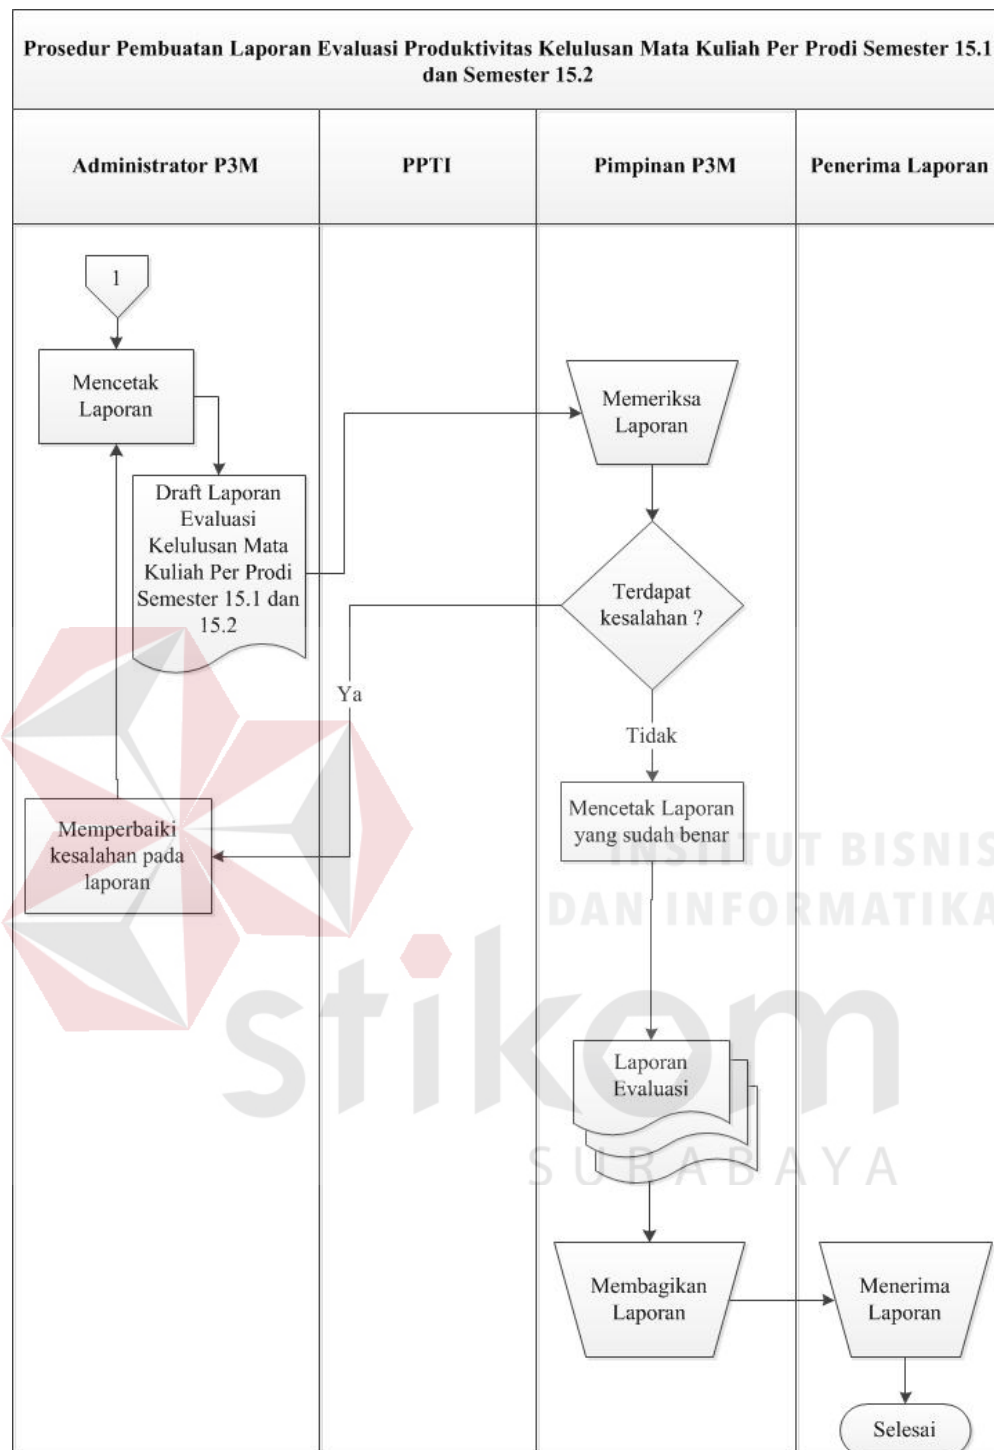 Prosedur Pembuatan Laporan Evaluasi Produktivitas Kelulusan Mata Kuliah Per Prodi Semester 15.1
dan Semester 15.2
Administrator P3M
PPTI
Pimpinan P3M
Penerima Laporan
1
Mencetak
Laporan
Draft Laporan
Evaluasi
Kelulusan Mata
Kuliah Per Prodi
Semester 15.1 dan
15.2
Memeriksa
Laporan
Terdapat
kesalahan ?
Ya
Tidak
Memperbaiki
kesalahan pada
laporan
Mencetak Laporan
yang sudah benar
INSTITUT BISNIS
DAN INFORMATIKA
stikom
SURABAYA
Laporan
Evaluasi
Membagikan
Laporan
Menerima
Laporan
Selesai